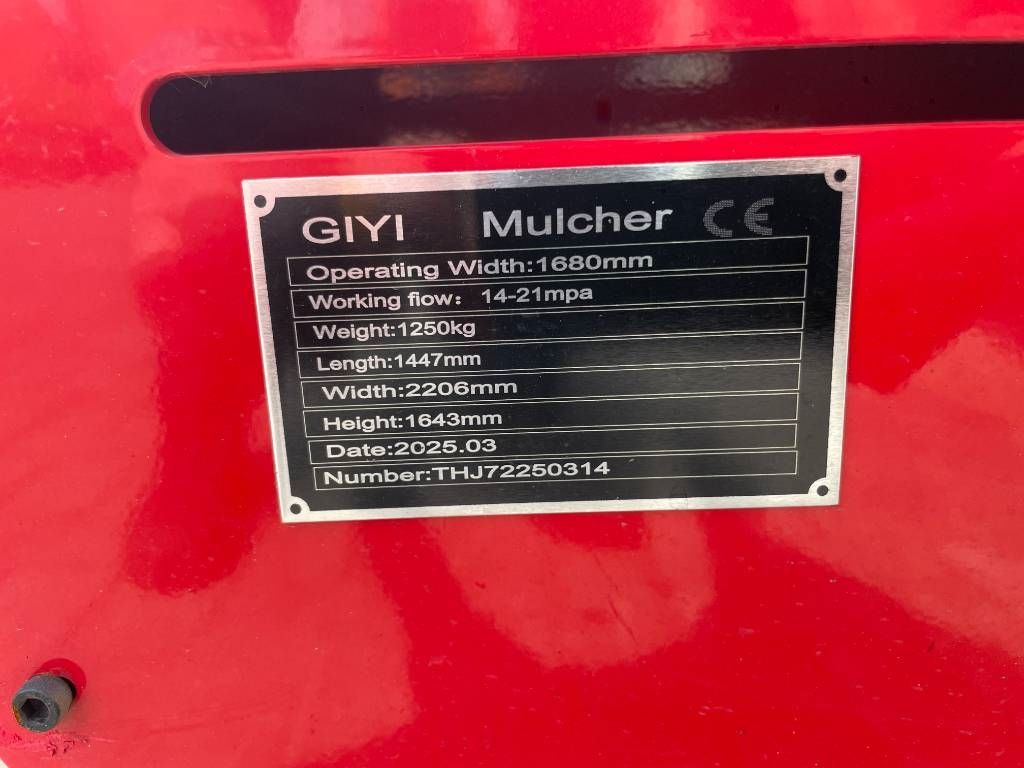 GIYI Mulcher CE
Operating Width:1680mm
Working flow: 14-21mpa
Weight:1250kg
Length:1447mm
Width:2206mm
Height:1643mm
Date:2025.03
Number:THJ72250314